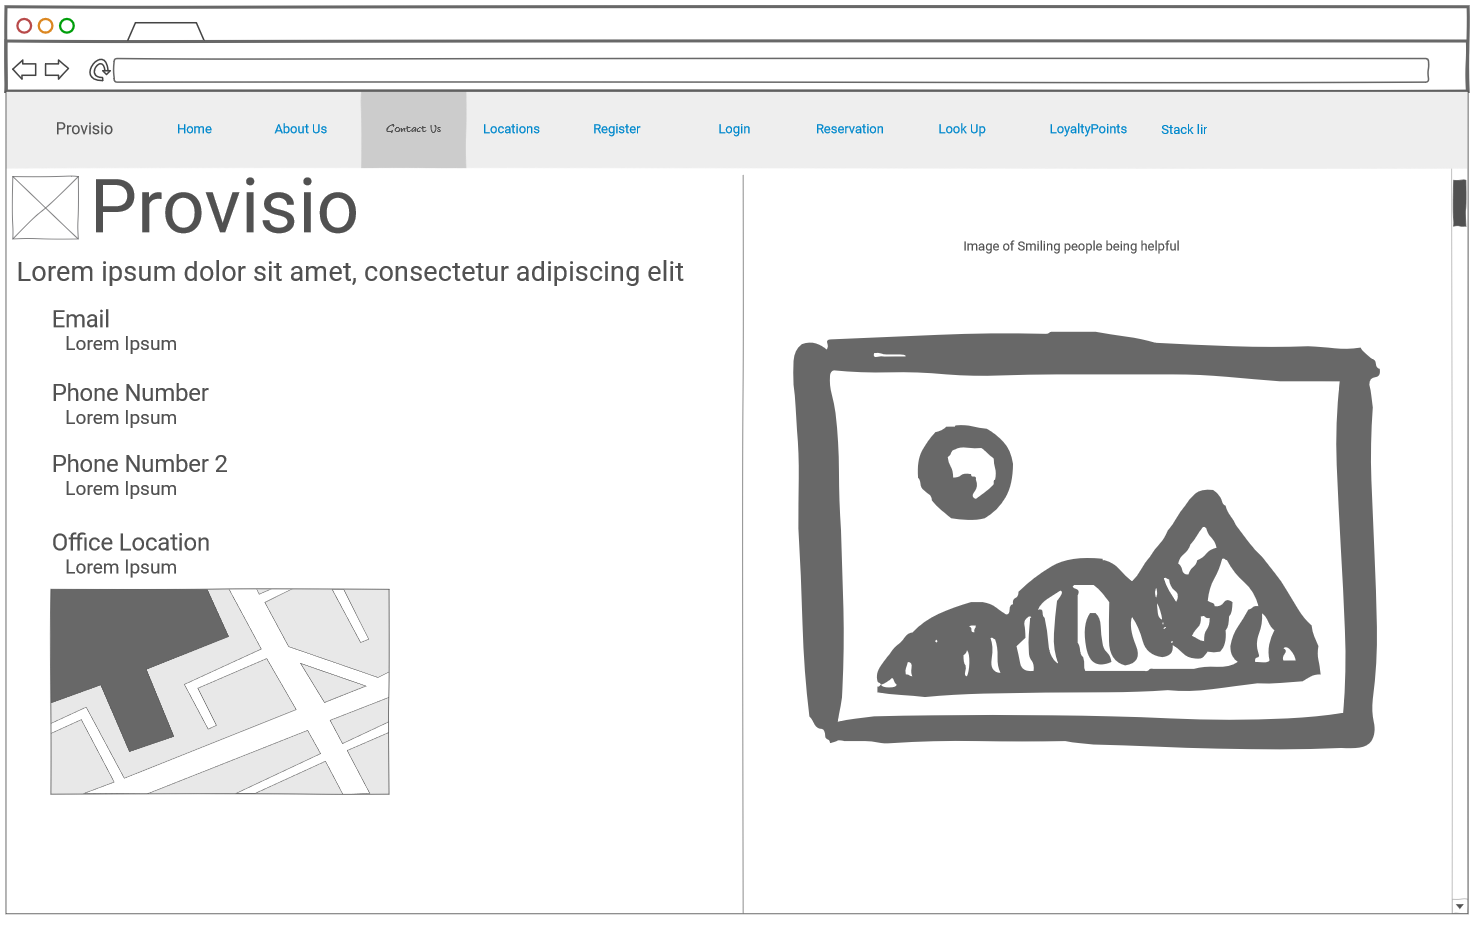 Provisio Home About Us Contact Us Locations Register Login Reservation Look Up LoyaltyPoints Stack lir
Provisio
Lorem ipsum dolor sit amet, consectetur adipiscing elit
Email
Lorem Ipsum
Phone Number
Lorem Ipsum
Phone Number 2
Lorem Ipsum
Office Location
Lorem Ipsum
Image of Smiling people being helpful